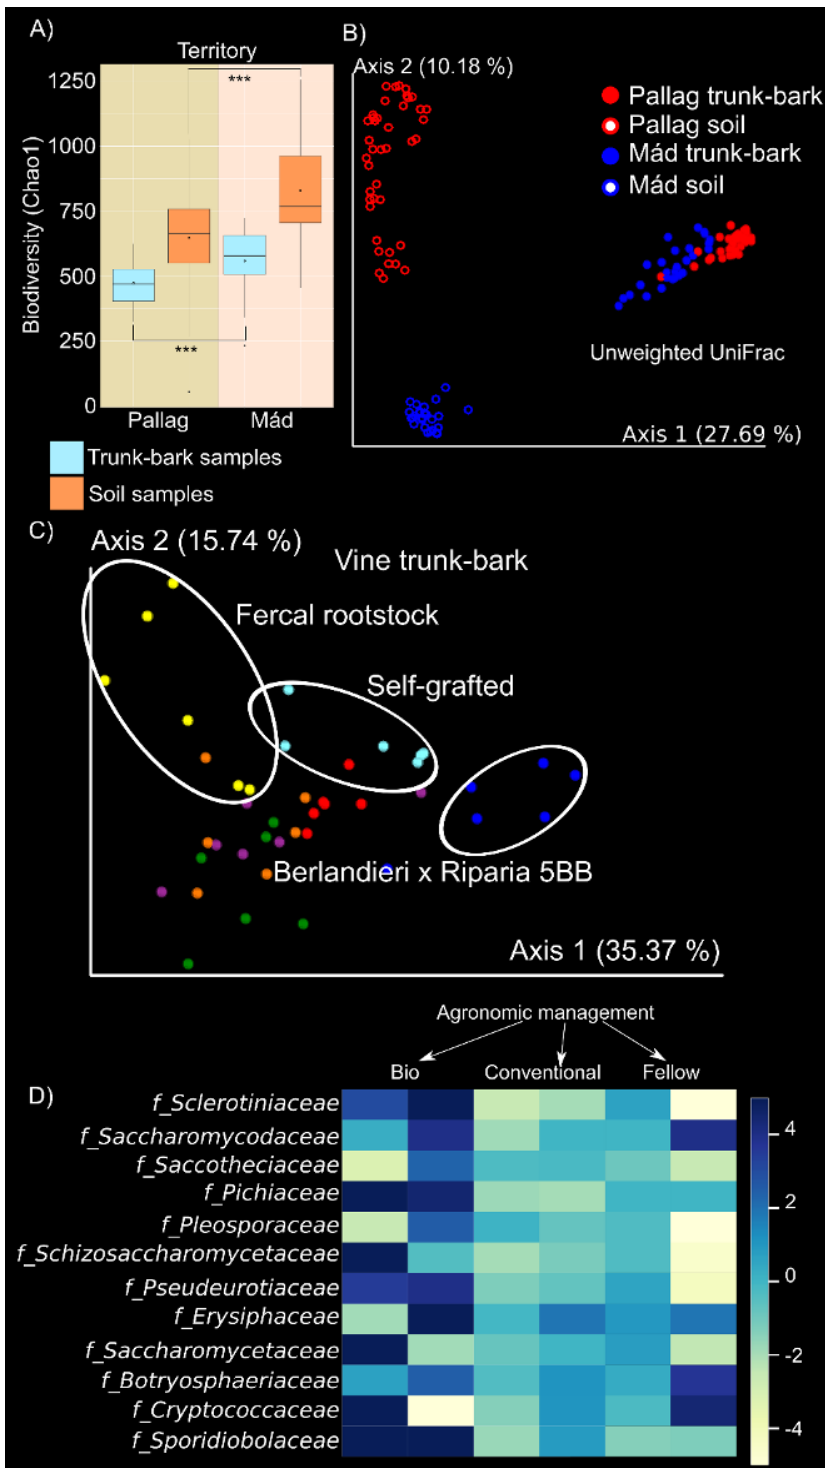 A)
Territory
Biodiversity (Chao1)
1250
1000
750
500
250
0
***
***
Pallag
Mád
Trunk-bark samples
Soil samples
B)
Axis 2 (10.18 %)
Pallag trunk-bark
Pallag soil
Mád trunk-bark
Mád soil
Unweighted UniFrac
Axis 1 (27.69 %)
C)
Axis 2 (15.74 %)
Vine trunk-bark
Fercal rootstock
Self-grafted
Berlandieri x Riparia 5BB
Axis 1 (35.37 %)
Agronomic management
Bio
Conventional
Fellow
D)
f_Sclerotiniaceae
f_Saccharomycodaceae
f_Saccotheciaceae
f_Pichiaceae
f_Pleosporaceae
f_Schizosaccharomycetaceae
f_Pseudeurotiaceae
f_Erysiphaceae
f_Saccharomycetaceae
f_Botryosphaeriaceae
f_Cryptococcaceae
f_Sporidiobolaceae
4
2
0
-2
-4